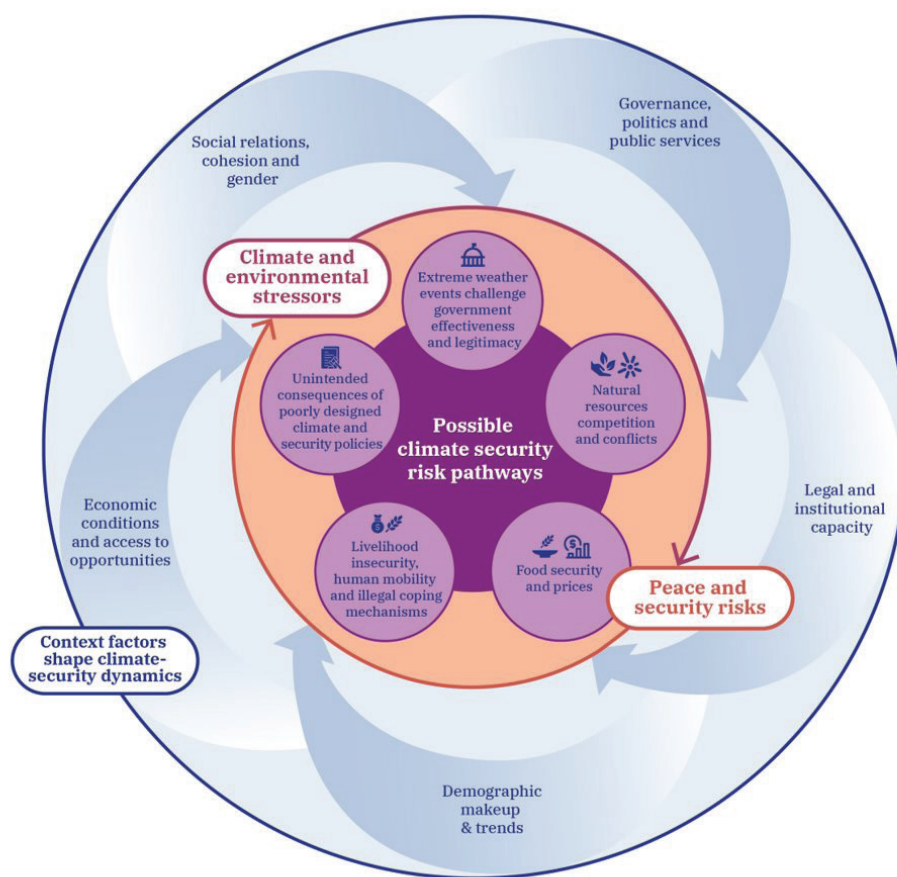 Governance,
politics and
public services
Social relations,
cohesion and
gender
Climate and
environmental
stressors
Extreme weather
events challenge
government
effectiveness
and legitimacy
Unintended
consequences of
poorly designed
climate and
security policies
Natural
resources
competition
and conflicts
Possible
climate security
risk pathways
Economic
conditions
and access to
opportunities
Legal and
institutional
capacity
Livelihood
insecurity,
human mobility
and illegal coping
mechanisms
Food security
and prices
Peace and
security risks
Context factors
shape climate-
security dynamics
Demographic
makeup
& trends